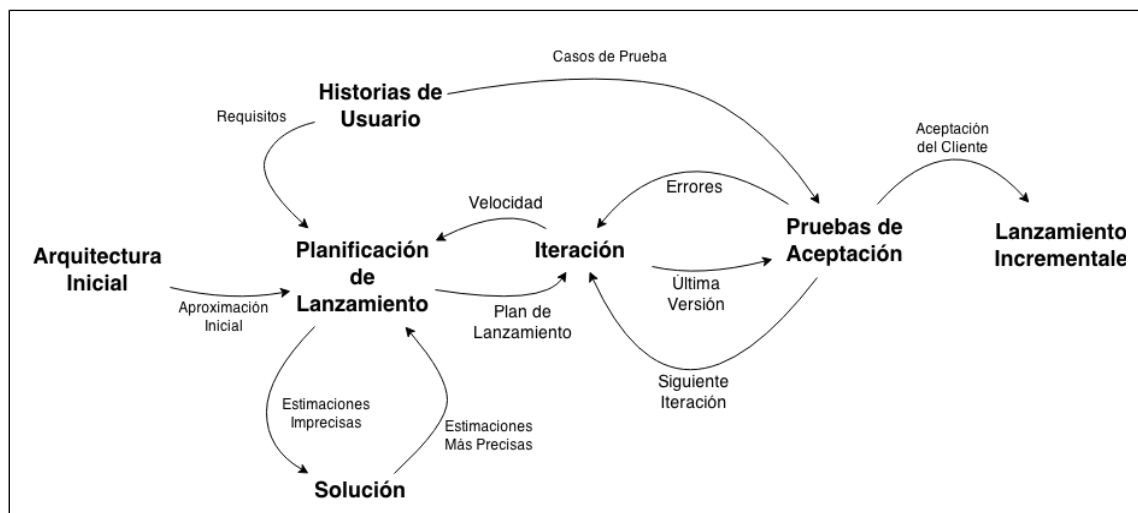 Casos de Prueba
Historias de
Usuario
Requisitos
Aceptación
del Cliente
Errores
Velocidad
Pruebas de
Aceptación
Lanzamiento
Incrementale
Arquitectura
Inicial
Planificación
de
Lanzamiento
Iteración
Aproximación
Inicial
Plan de
Lanzamiento
Última
Versión
Siguiente
Iteración
Estimaciones
Imprecisas
Estimaciones
Más Precisas
Solución